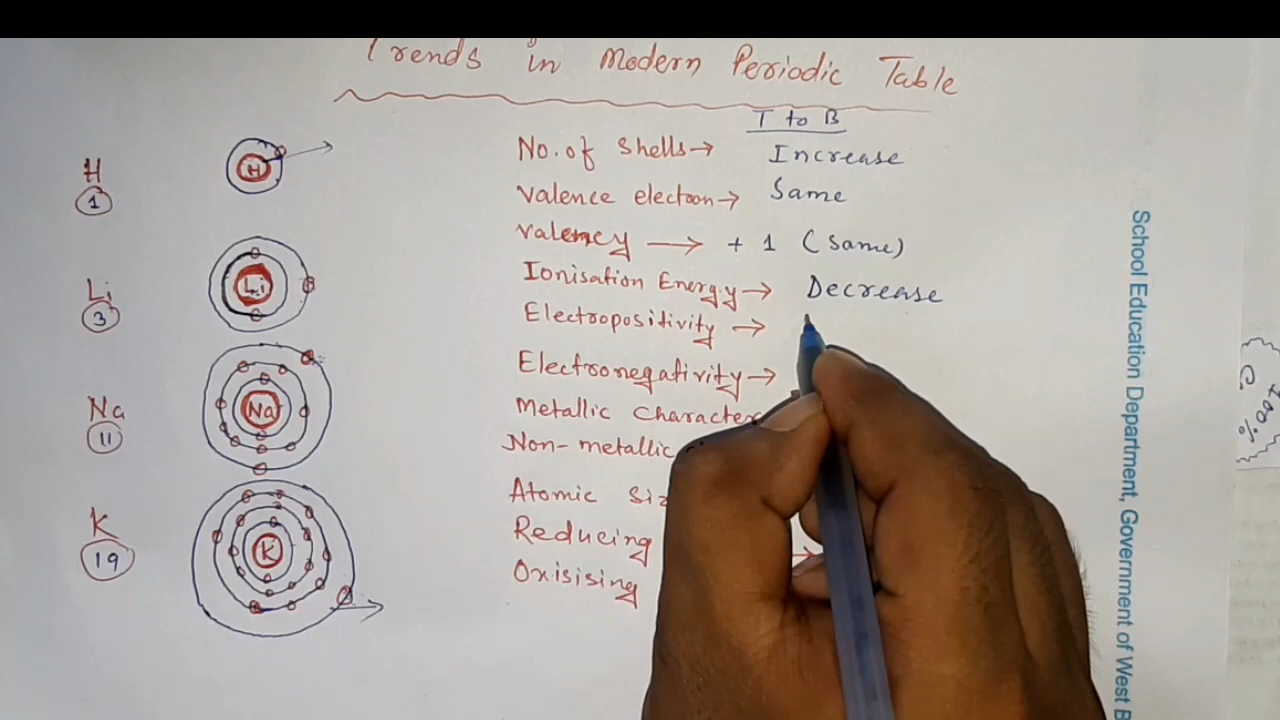 Trends in Modern Periodic Table
T to B
No. of Shells → Increase
Valence electron → Same
Valency → + 1 (Same)
Ionisation Energy → Decrease
Electropositivity →
Electronegativity →
Metallic Character
Non-metallic
Atomic
Reducing
Oxisising
H
1
H
Li
3
Li
Na
11
Na
K
19
K
School Education Department, Government of West B
100%